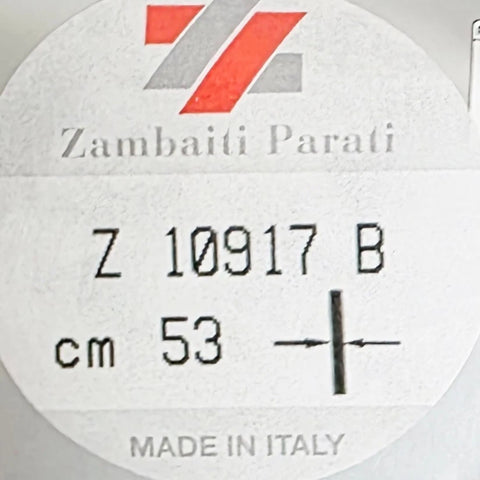 Zambaiti Parati
Z 10917 B
cm 53
MADE IN ITALY